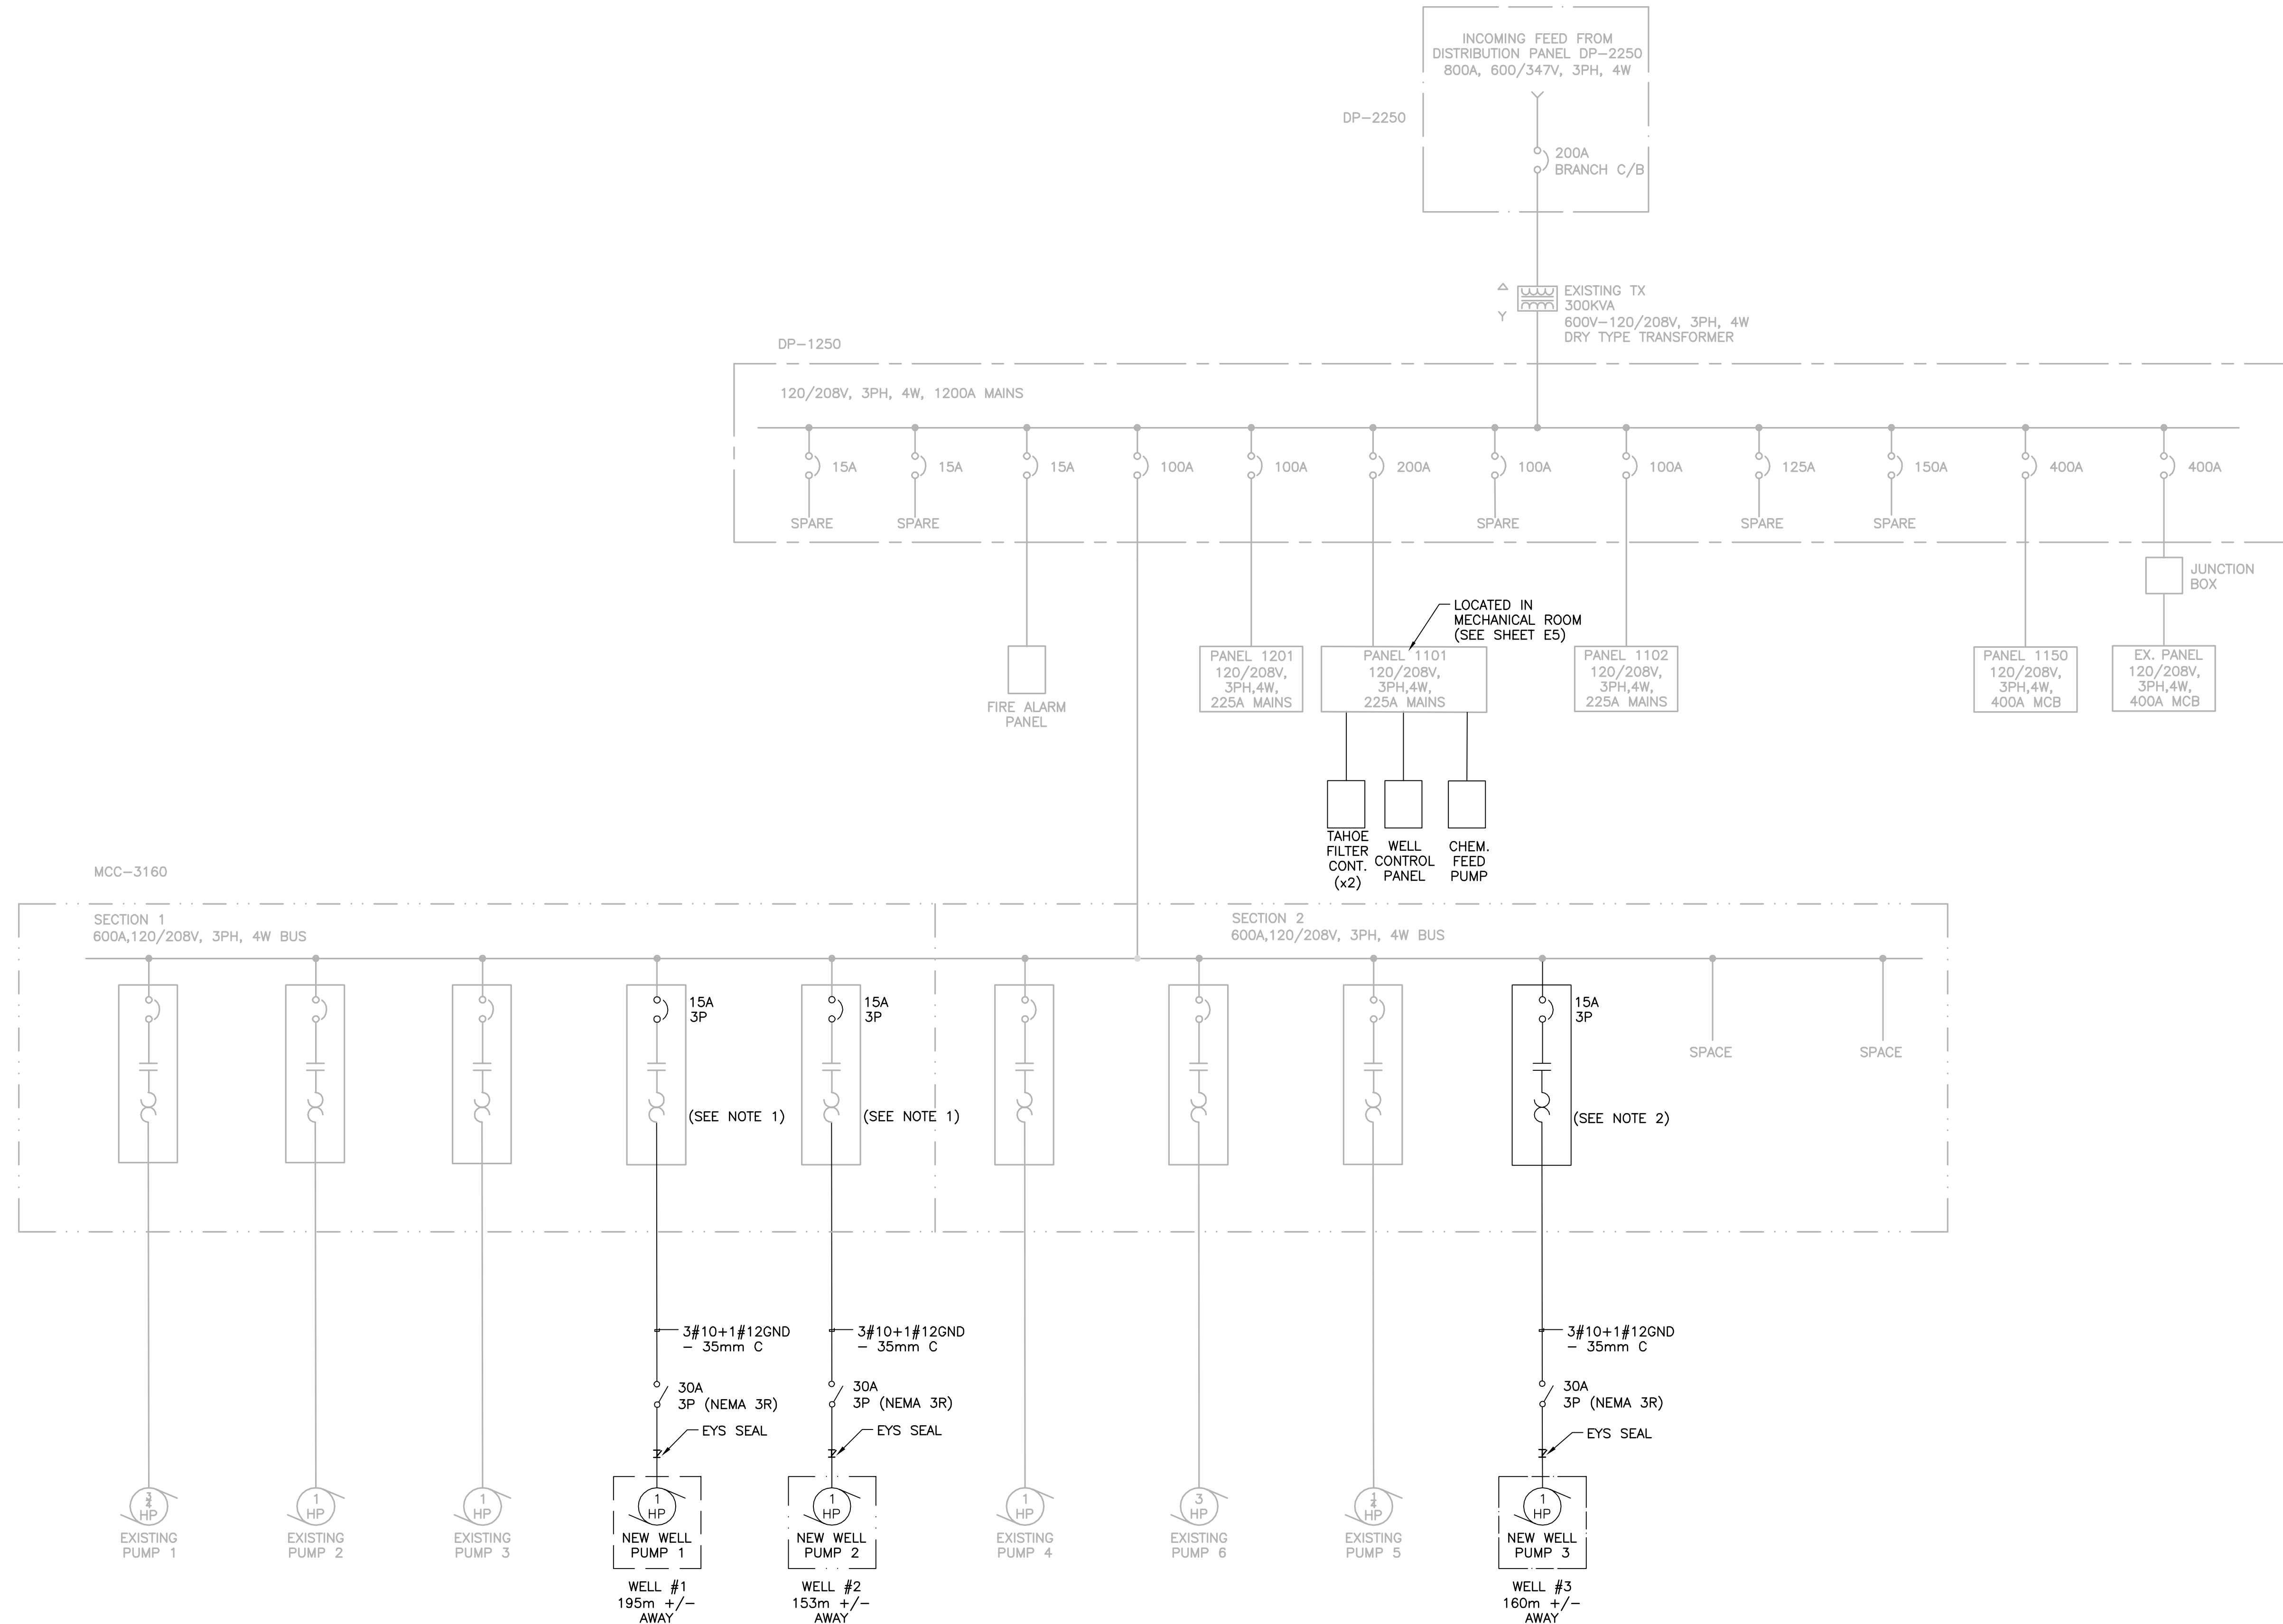 INCOMING FEED FROM
DISTRIBUTION PANEL DP-2250
800A, 600/347V, 3PH, 4W
DP-2250
200A
BRANCH C/B
EXISTING TX
300KVA
600V-120/208V, 3PH, 4W
DRY TYPE TRANSFORMER
Y
DP-1250
120/208V, 3PH, 4W, 1200A MAINS
15A
15A
15A
100A
100A
200A
100A
100A
125A
150A
400A
400A
SPARE
SPARE
SPARE
SPARE
SPARE
JUNCTION
BOX
LOCATED IN
MECHANICAL ROOM
(SEE SHEET E5)
FIRE ALARM
PANEL
PANEL 1201
120/208V,
3PH,4W,
225A MAINS
PANEL 1101
120/208V,
3PH,4W,
225A MAINS
PANEL 1102
120/208V,
3PH,4W,
225A MAINS
PANEL 1150
120/208V,
3PH,4W,
400A MCB
EX. PANEL
120/208V,
3PH,4W,
400A MCB
TAHOE
FILTER
CONT.
(x2)
WELL
CONTROL
PANEL
CHEM.
FEED
PUMP
MCC-3160
SECTION 1
600A,120/208V, 3PH, 4W BUS
SECTION 2
600A,120/208V, 3PH, 4W BUS
15A
3P
15A
3P
15A
3P
SPACE
SPACE
(SEE NOTE 1)
(SEE NOTE 1)
(SEE NOTE 2)
3#10+1#12GND
- 35mm C
3#10+1#12GND
- 35mm C
3#10+1#12GND
- 35mm C
30A
3P (NEMA 3R)
30A
3P (NEMA 3R)
30A
3P (NEMA 3R)
EYS SEAL
EYS SEAL
EYS SEAL
HP
EXISTING
PUMP 1
1
HP
EXISTING
PUMP 2
1
HP
EXISTING
PUMP 3
1
HP
NEW WELL
PUMP 1
WELL #1
195m +/-
AWAY
1
HP
NEW WELL
PUMP 2
WELL #2
153m +/-
AWAY
1
HP
EXISTING
PUMP 4
3
HP
EXISTING
PUMP 6
HP
EXISTING
PUMP 5
1
HP
NEW WELL
PUMP 3
WELL #3
160m +/-
AWAY